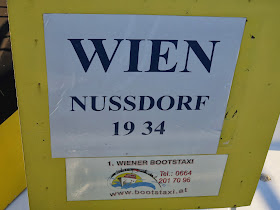 WIEN
NUSSDORF
19 34
1. WIENER BOOTSTAXI
Tel.: 0664
201 70 96
www.bootstaxi.at